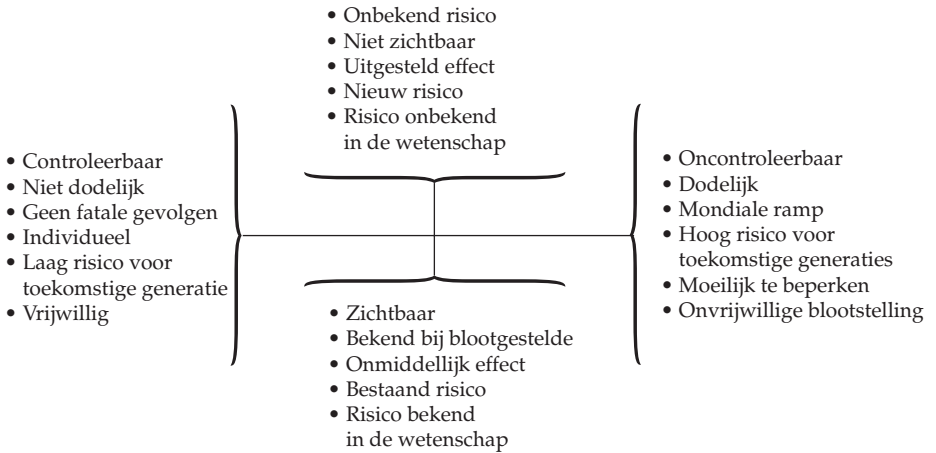 • Onbekend risico
• Niet zichtbaar
• Uitgesteld effect
• Nieuw risico
• Risico onbekend
in de wetenschap
• Controleerbaar
• Niet dodelijk
• Geen fatale gevolgen
• Individueel
• Laag risico voor
toekomstige generatie
• Vrijwillig
• Oncontroleerbaar
• Dodelijk
• Mondiale ramp
• Hoog risico voor
toekomstige generaties
• Moeilijk te beperken
• Onvrijwillige blootstelling
• Zichtbaar
• Bekend bij blootgestelde
• Onmiddellijk effect
• Bestaand risico
• Risico bekend
in de wetenschap